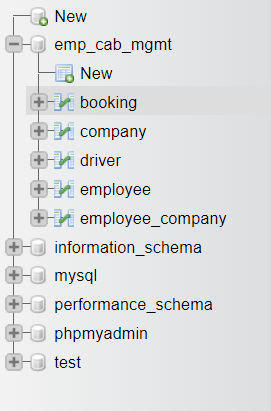 New
emp_cab_mgmt
New
booking
company
driver
employee
employee_company
information_schema
mysql
performance_schema
phpmyadmin
test